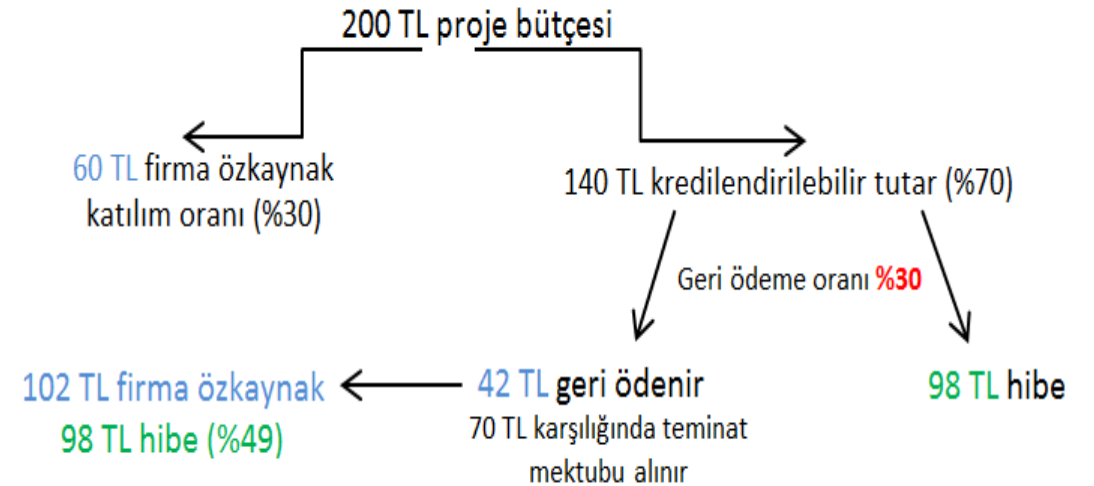 200 TL proje bütçesi
60 TL firma özkaynak
katılım oranı (%30)
140 TL kredilendirilebilir tutar (%70)
Geri ödeme oranı %30
102 TL firma özkaynak
98 TL hibe (%49)
42 TL geri ödenir
70 TL karşılığında teminat
mektubu alınır
98 TL hibe